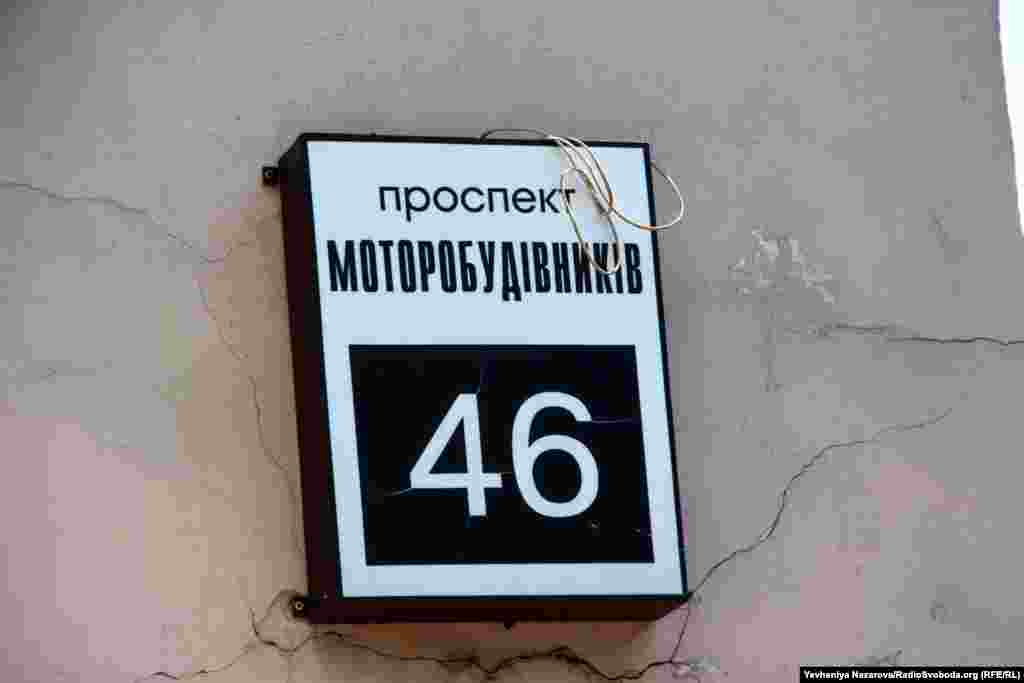 проспект
МОТОРОБУДІВНИКІВ
46
Yevheniya Nazarova/RadioSvoboda.org (RFE/RL)